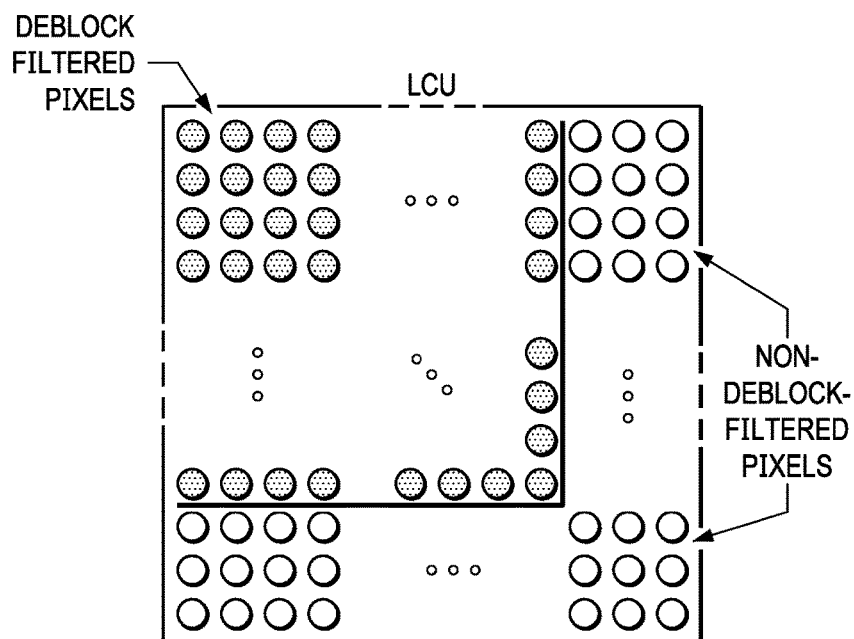 DEBLOCK
FILTERED
PIXELS
LCU
NON-
DEBLOCK-
FILTERED
PIXELS